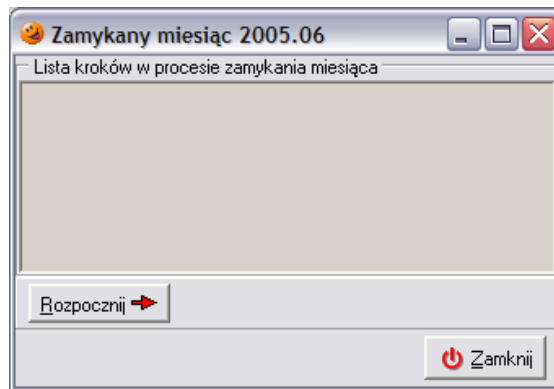 Zamykany miesiąc 2005.06
Lista kroków w procesie zamykania miesiąca
Rozpocznij
Zamknij